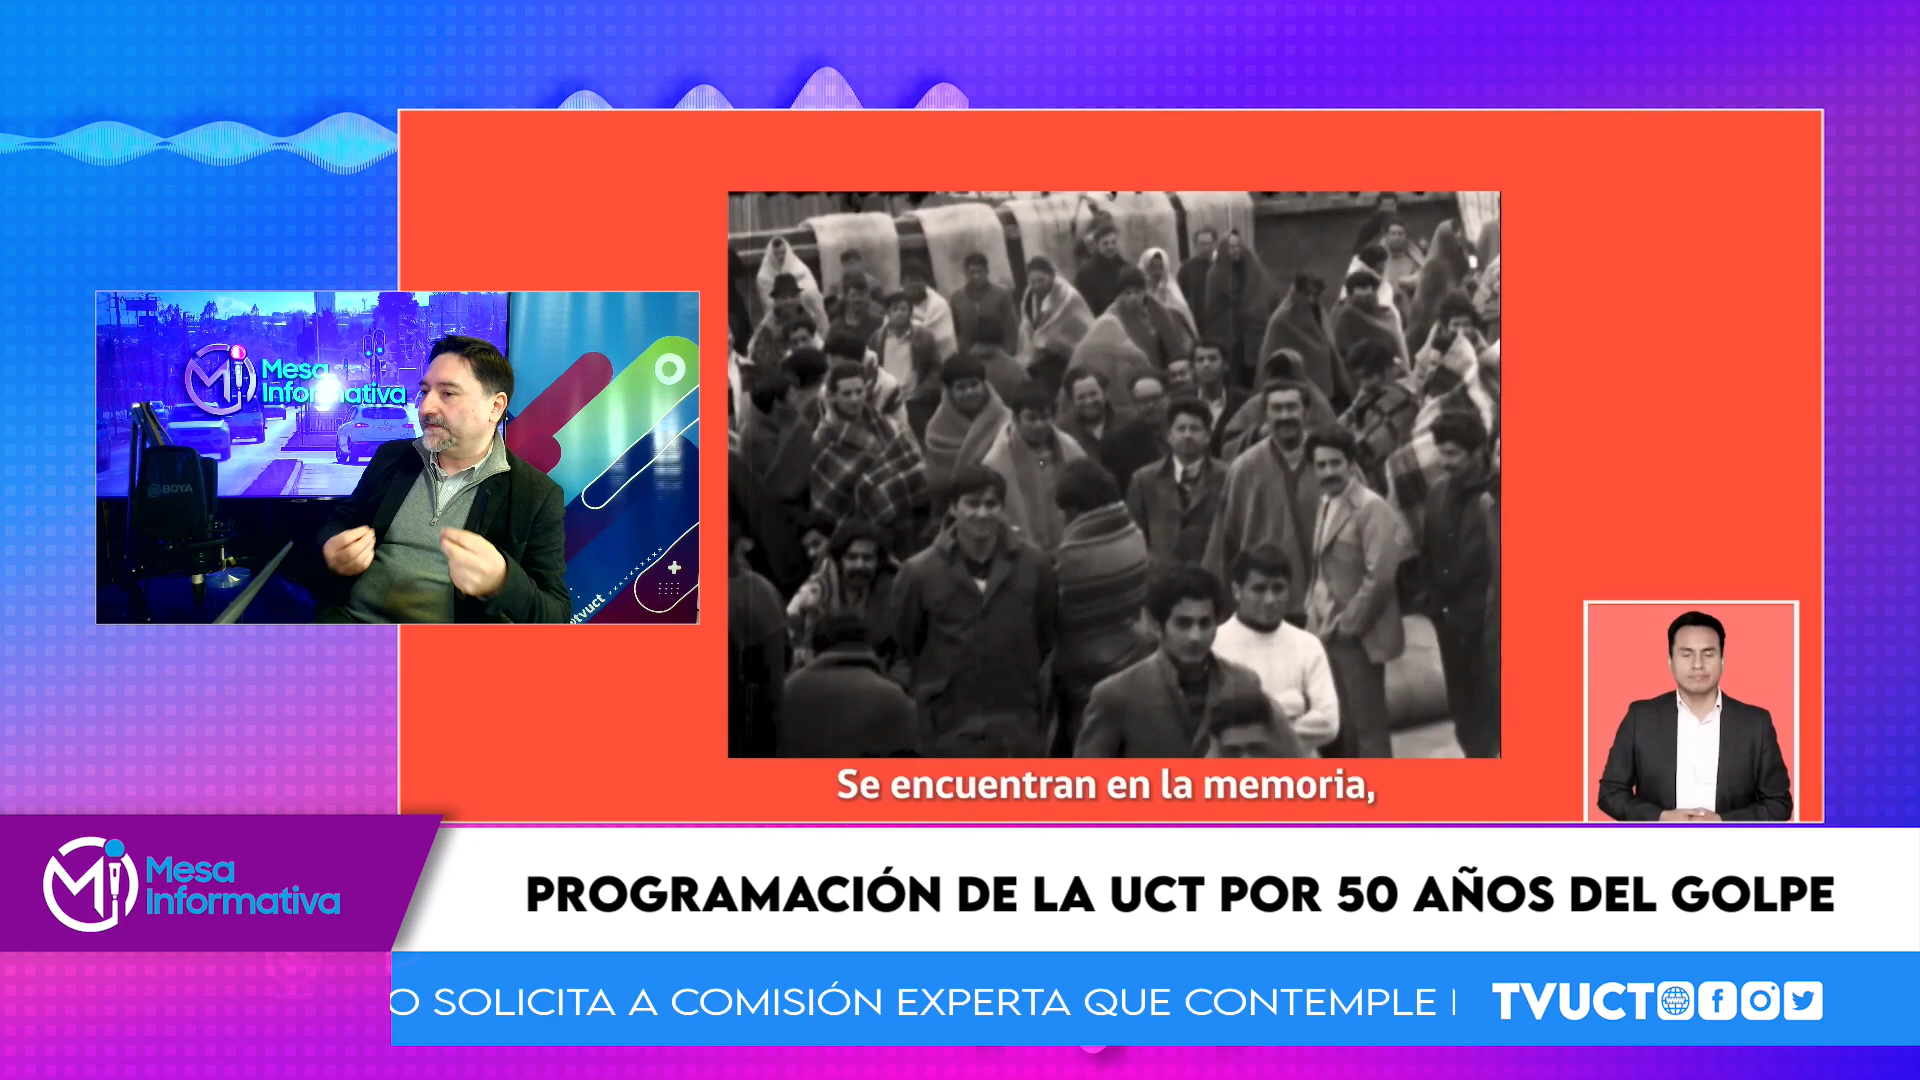 Mesa
Informativa
BOYA
tvuct
Se encuentran en la memoria,
Mesa
Informativa
PROGRAMACIÓN DE LA UCT POR 50 AÑOS DEL GOLPE
O SOLICITA A COMISIÓN EXPERTA QUE CONTEMPLE
TVUCT